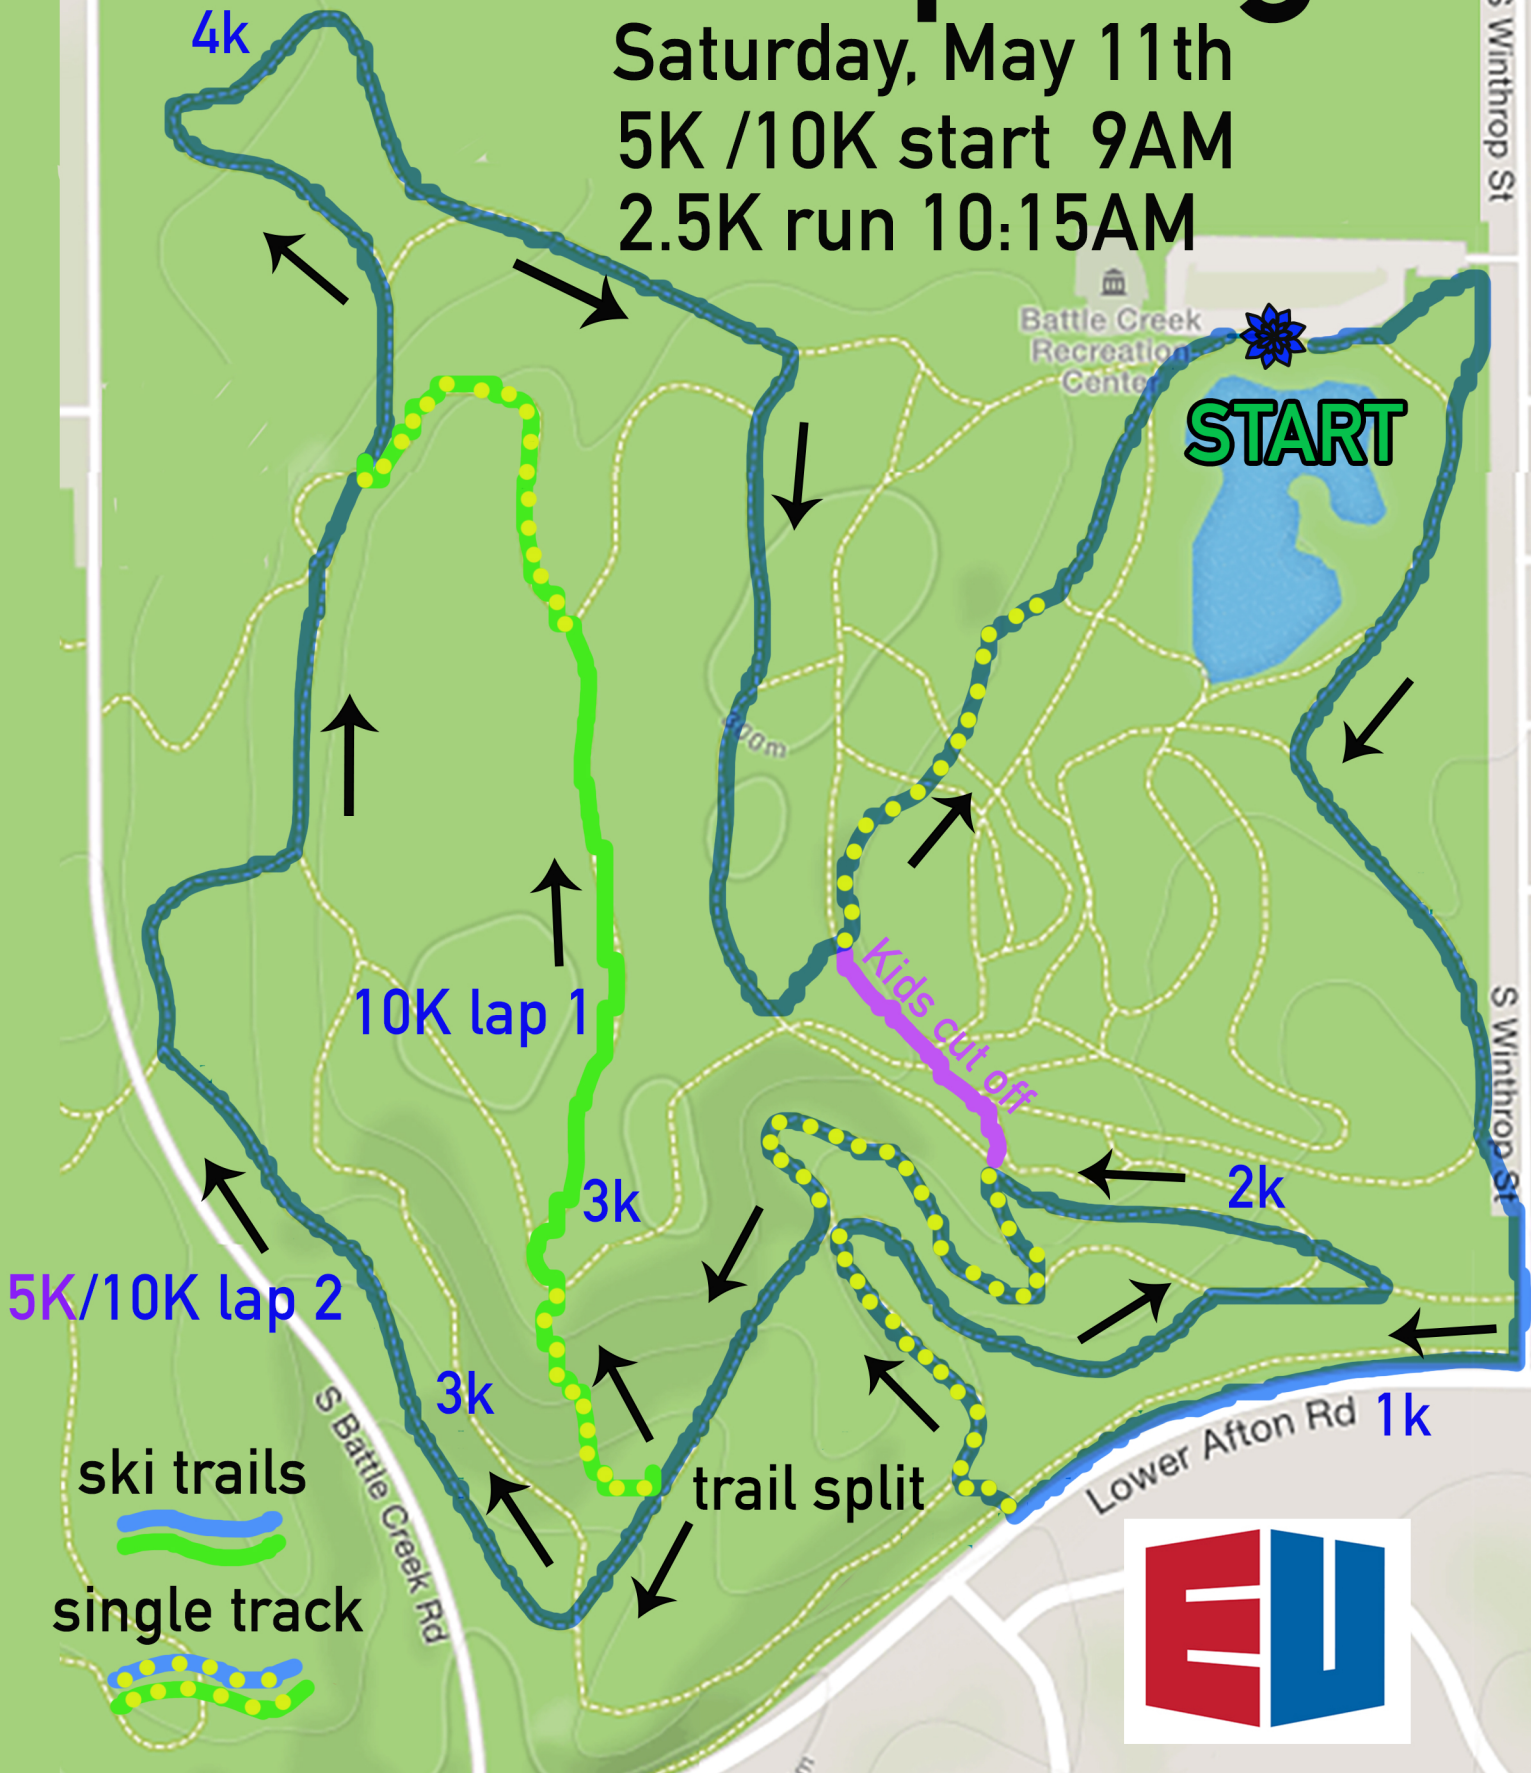 4k
Saturday, May 11th
5K /10K start 9AM
2.5K run 10:15AM
S Winthrop St
Battle Creek
Recreation
Center
START
300m
Kids cut off
10K lap 1
S Winthrop St
2k
3k
5K/10K lap 2
3k
1k
Lower Afton Rd
S Battle Creek Rd
trail split
ski trails
single track
EU